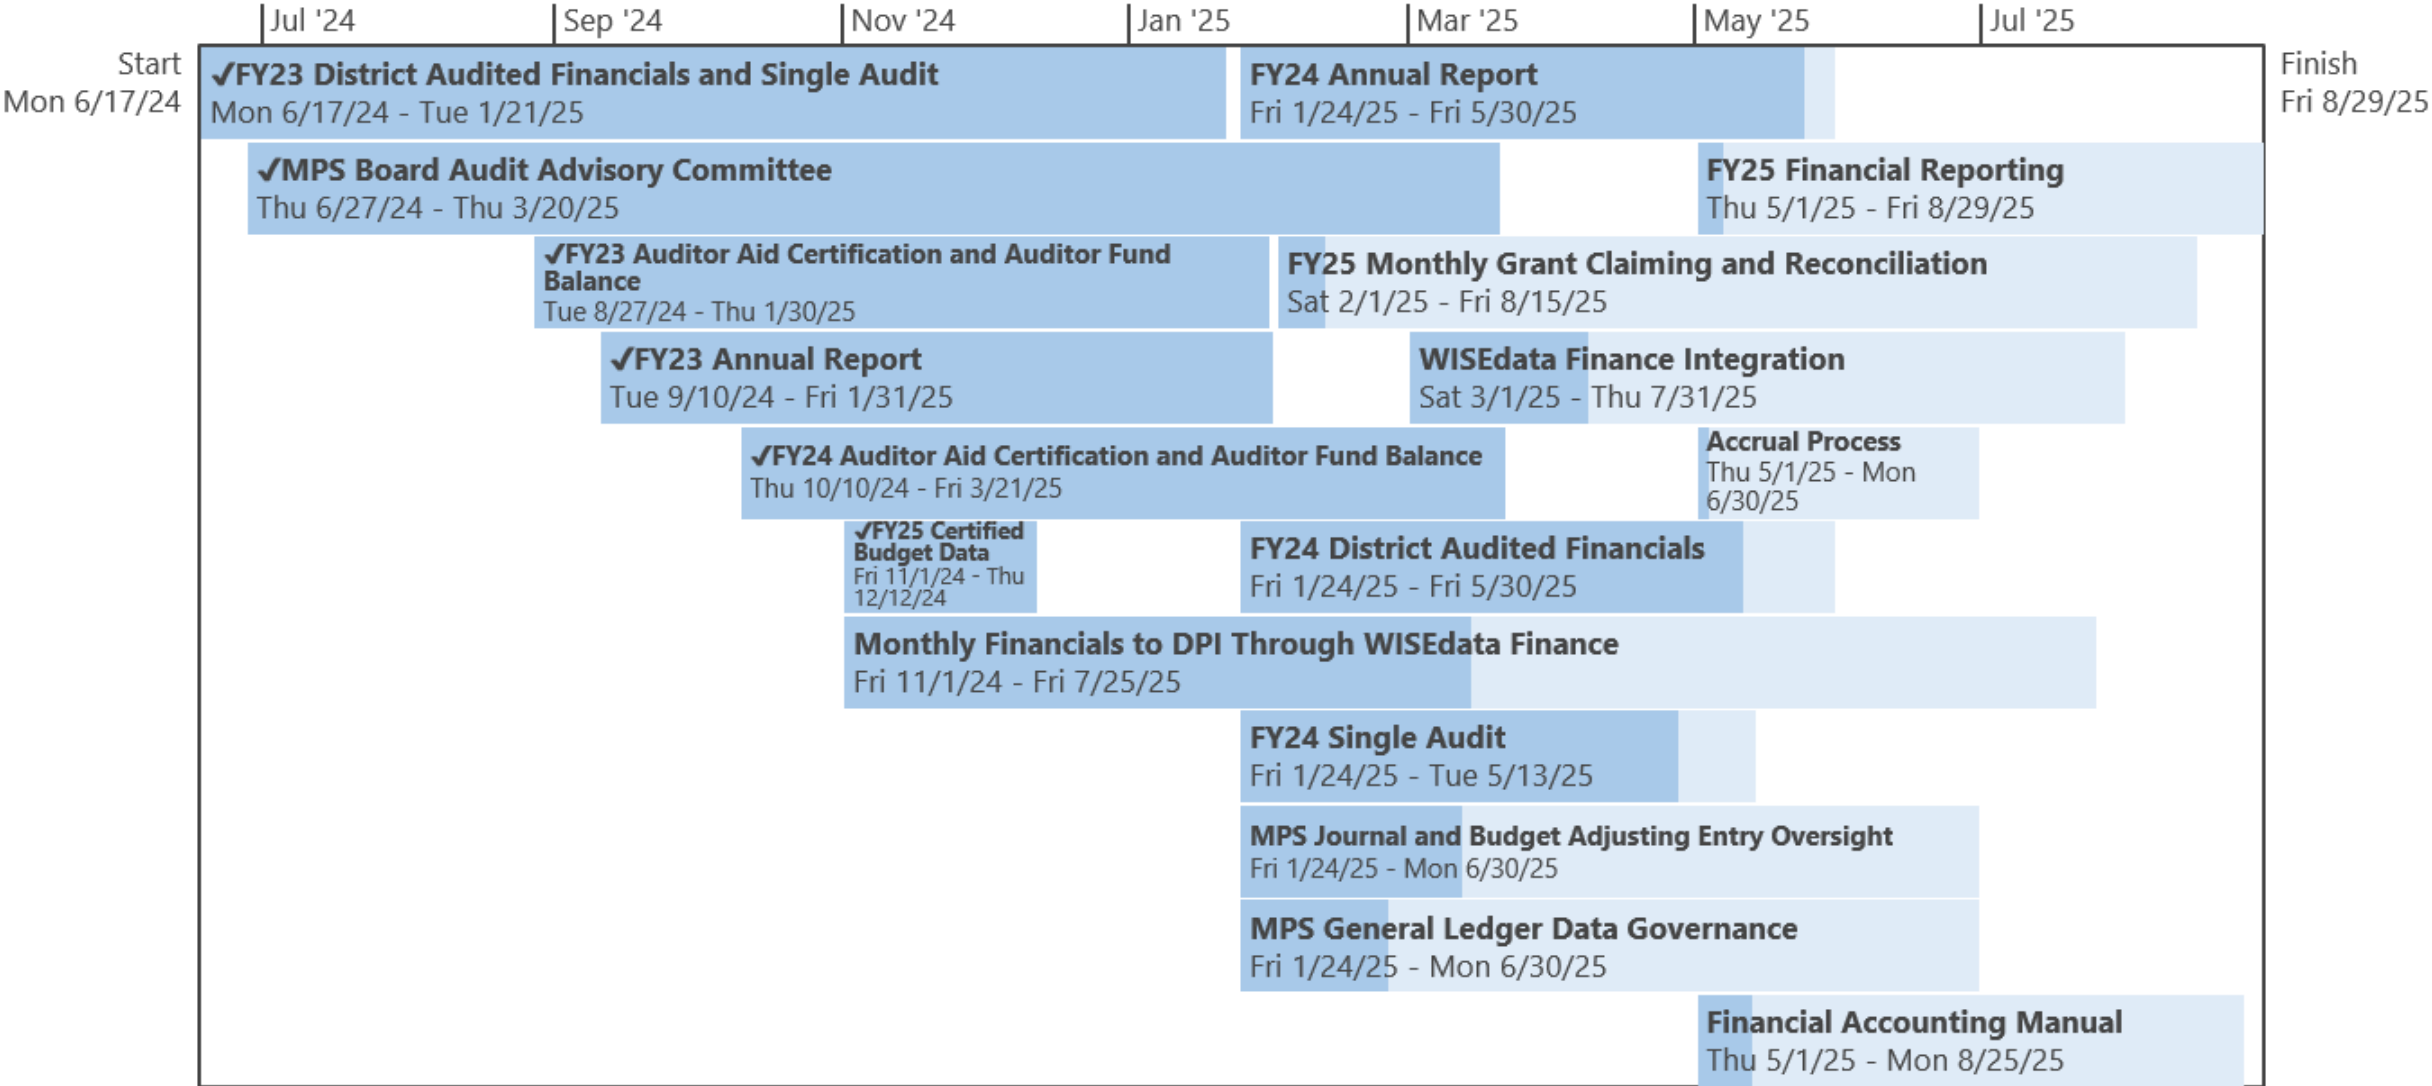 Jul '24
Sep '24
Nov '24
Jan '25
Mar '25
May '25
Jul '25
Start
Mon 6/17/24
Finish
Fri 8/29/25
✓FY23 District Audited Financials and Single Audit
Mon 6/17/24 - Tue 1/21/25
FY24 Annual Report
Fri 1/24/25 - Fri 5/30/25
✓MPS Board Audit Advisory Committee
Thu 6/27/24 - Thu 3/20/25
FY25 Financial Reporting
Thu 5/1/25 - Fri 8/29/25
✓FY23 Auditor Aid Certification and Auditor Fund
Balance
Tue 8/27/24 - Thu 1/30/25
FY25 Monthly Grant Claiming and Reconciliation
Sat 2/1/25 - Fri 8/15/25
✓FY23 Annual Report
Tue 9/10/24 - Fri 1/31/25
WISEdata Finance Integration
Sat 3/1/25 - Thu 7/31/25
✓FY24 Auditor Aid Certification and Auditor Fund Balance
Thu 10/10/24 - Fri 3/21/25
Accrual Process
Thu 5/1/25 - Mon
6/30/25
✓FY25 Certified
Budget Data
Fri 11/1/24 - Thu
12/12/24
FY24 District Audited Financials
Fri 1/24/25 - Fri 5/30/25
Monthly Financials to DPI Through WISEdata Finance
Fri 11/1/24 - Fri 7/25/25
FY24 Single Audit
Fri 1/24/25 - Tue 5/13/25
MPS Journal and Budget Adjusting Entry Oversight
Fri 1/24/25 - Mon 6/30/25
MPS General Ledger Data Governance
Fri 1/24/25 - Mon 6/30/25
Financial Accounting Manual
Thu 5/1/25 - Mon 8/25/25